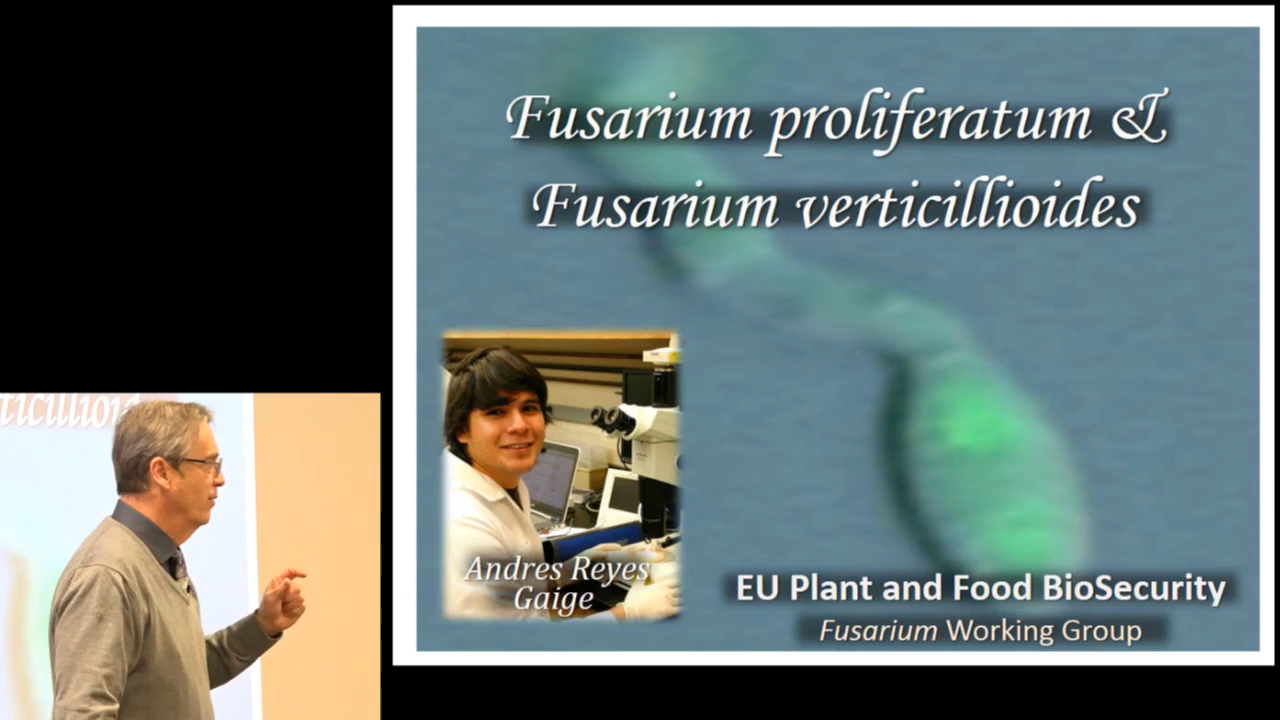 Fusarium proliferatum &
Fusarium verticillioides
Andres Reyes
Gaige
EU Plant and Food BioSecurity
Fusarium Working Group